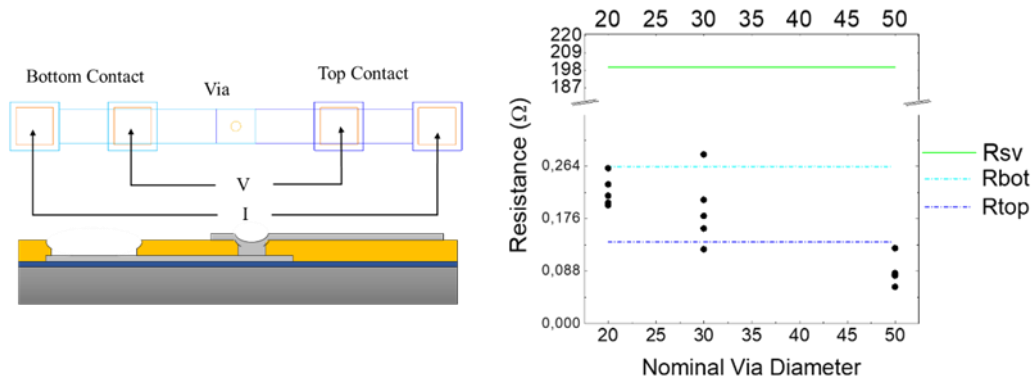 Bottom Contact
Top Contact
Via
V
I
20 25 30 35 40 45 50
220
209
198
187
0,264
0,176
0,088
0,000
Resistance (Ω)
20 25 30 35 40 45 50
Nominal Via Diameter
Rsv
Rbot
Rtop